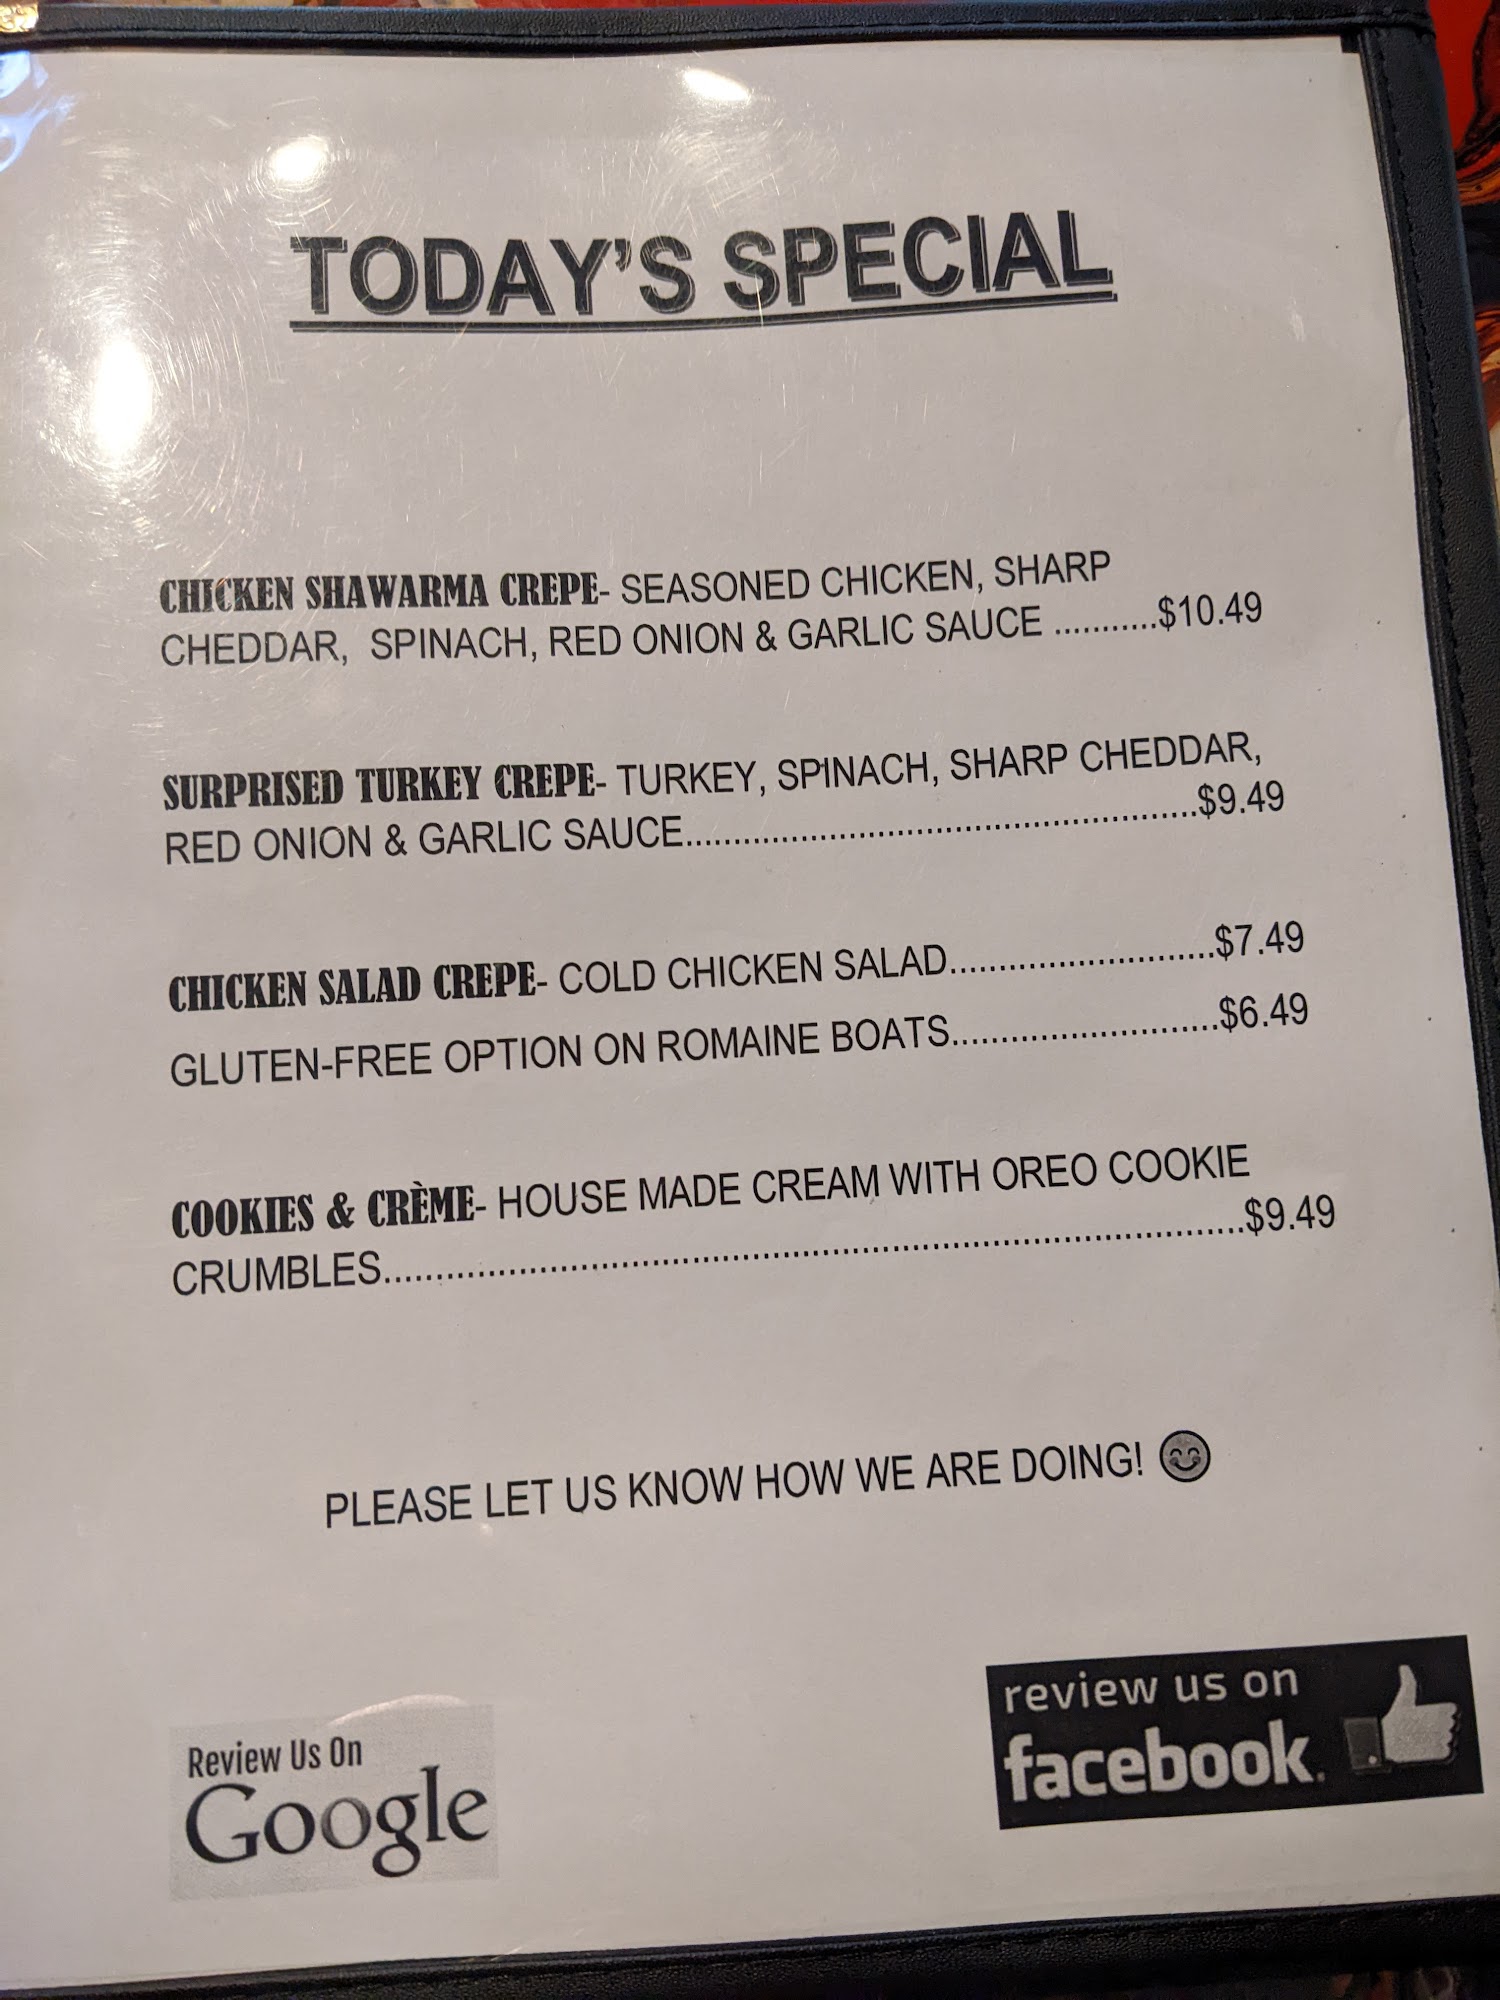 TODAY'S SPECIAL
CHICKEN SHAWARMA CREPE- SEASONED CHICKEN, SHARP
CHEDDAR, SPINACH, RED ONION & GARLIC SAUCE ...........$10.49
SURPRISED TURKEY CREPE- TURKEY, SPINACH, SHARP CHEDDAR,
RED ONION & GARLIC SAUCE..................................................$9.49
CHICKEN SALAD CREPE- COLD CHICKEN SALAD...........................$7.49
GLUTEN-FREE OPTION ON ROMAINE BOATS...........................$6.49
COOKIES & CRÈME- HOUSE MADE CREAM WITH OREO COOKIE
CRUMBLES....................................................................................$9.49
PLEASE LET US KNOW HOW WE ARE DOING! 😊
Review Us On
Google
review us on
facebook.